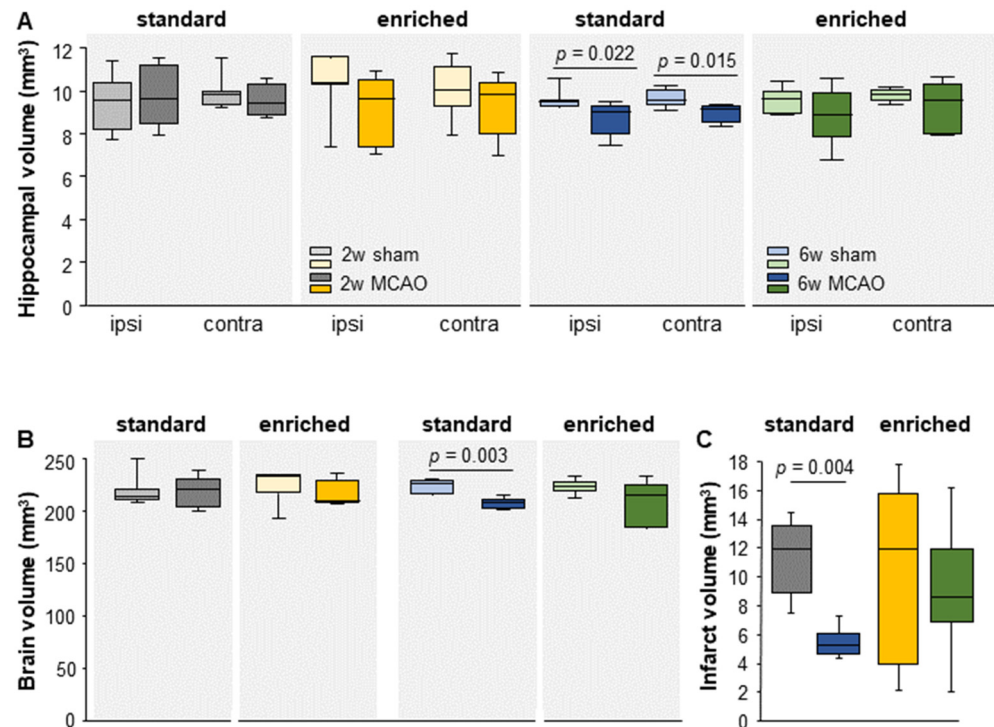 A
standard enriched standard enriched
Hippocampal volume (mm³)
12
10
8
6
4
2
0
p = 0.022 p = 0.015
2w sham
2w MCAO
6w sham
6w MCAO
ipsi contra ipsi contra ipsi contra ipsi contra
B
standard enriched standard enriched
Brain volume (mm³)
250
200
150
100
50
0
p = 0.003
C
standard enriched
Infarct volume (mm³)
18
16
14
12
10
8
6
4
2
0
p = 0.004